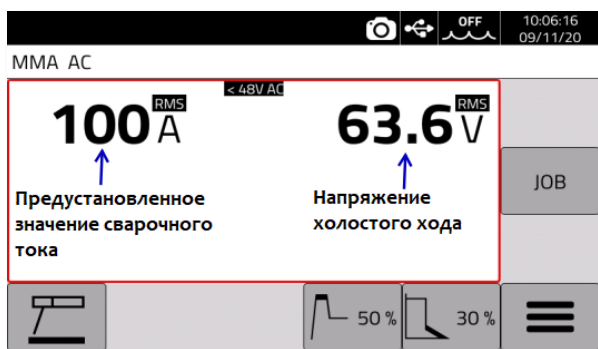 OFF
10:06:16
09/11/20
MMA AC
< 48V AC
100 RMS A
63.6 RMS V
Предустановленное
значение сварочного
тока
Напряжение
холостого хода
JOB
50 %
30 %